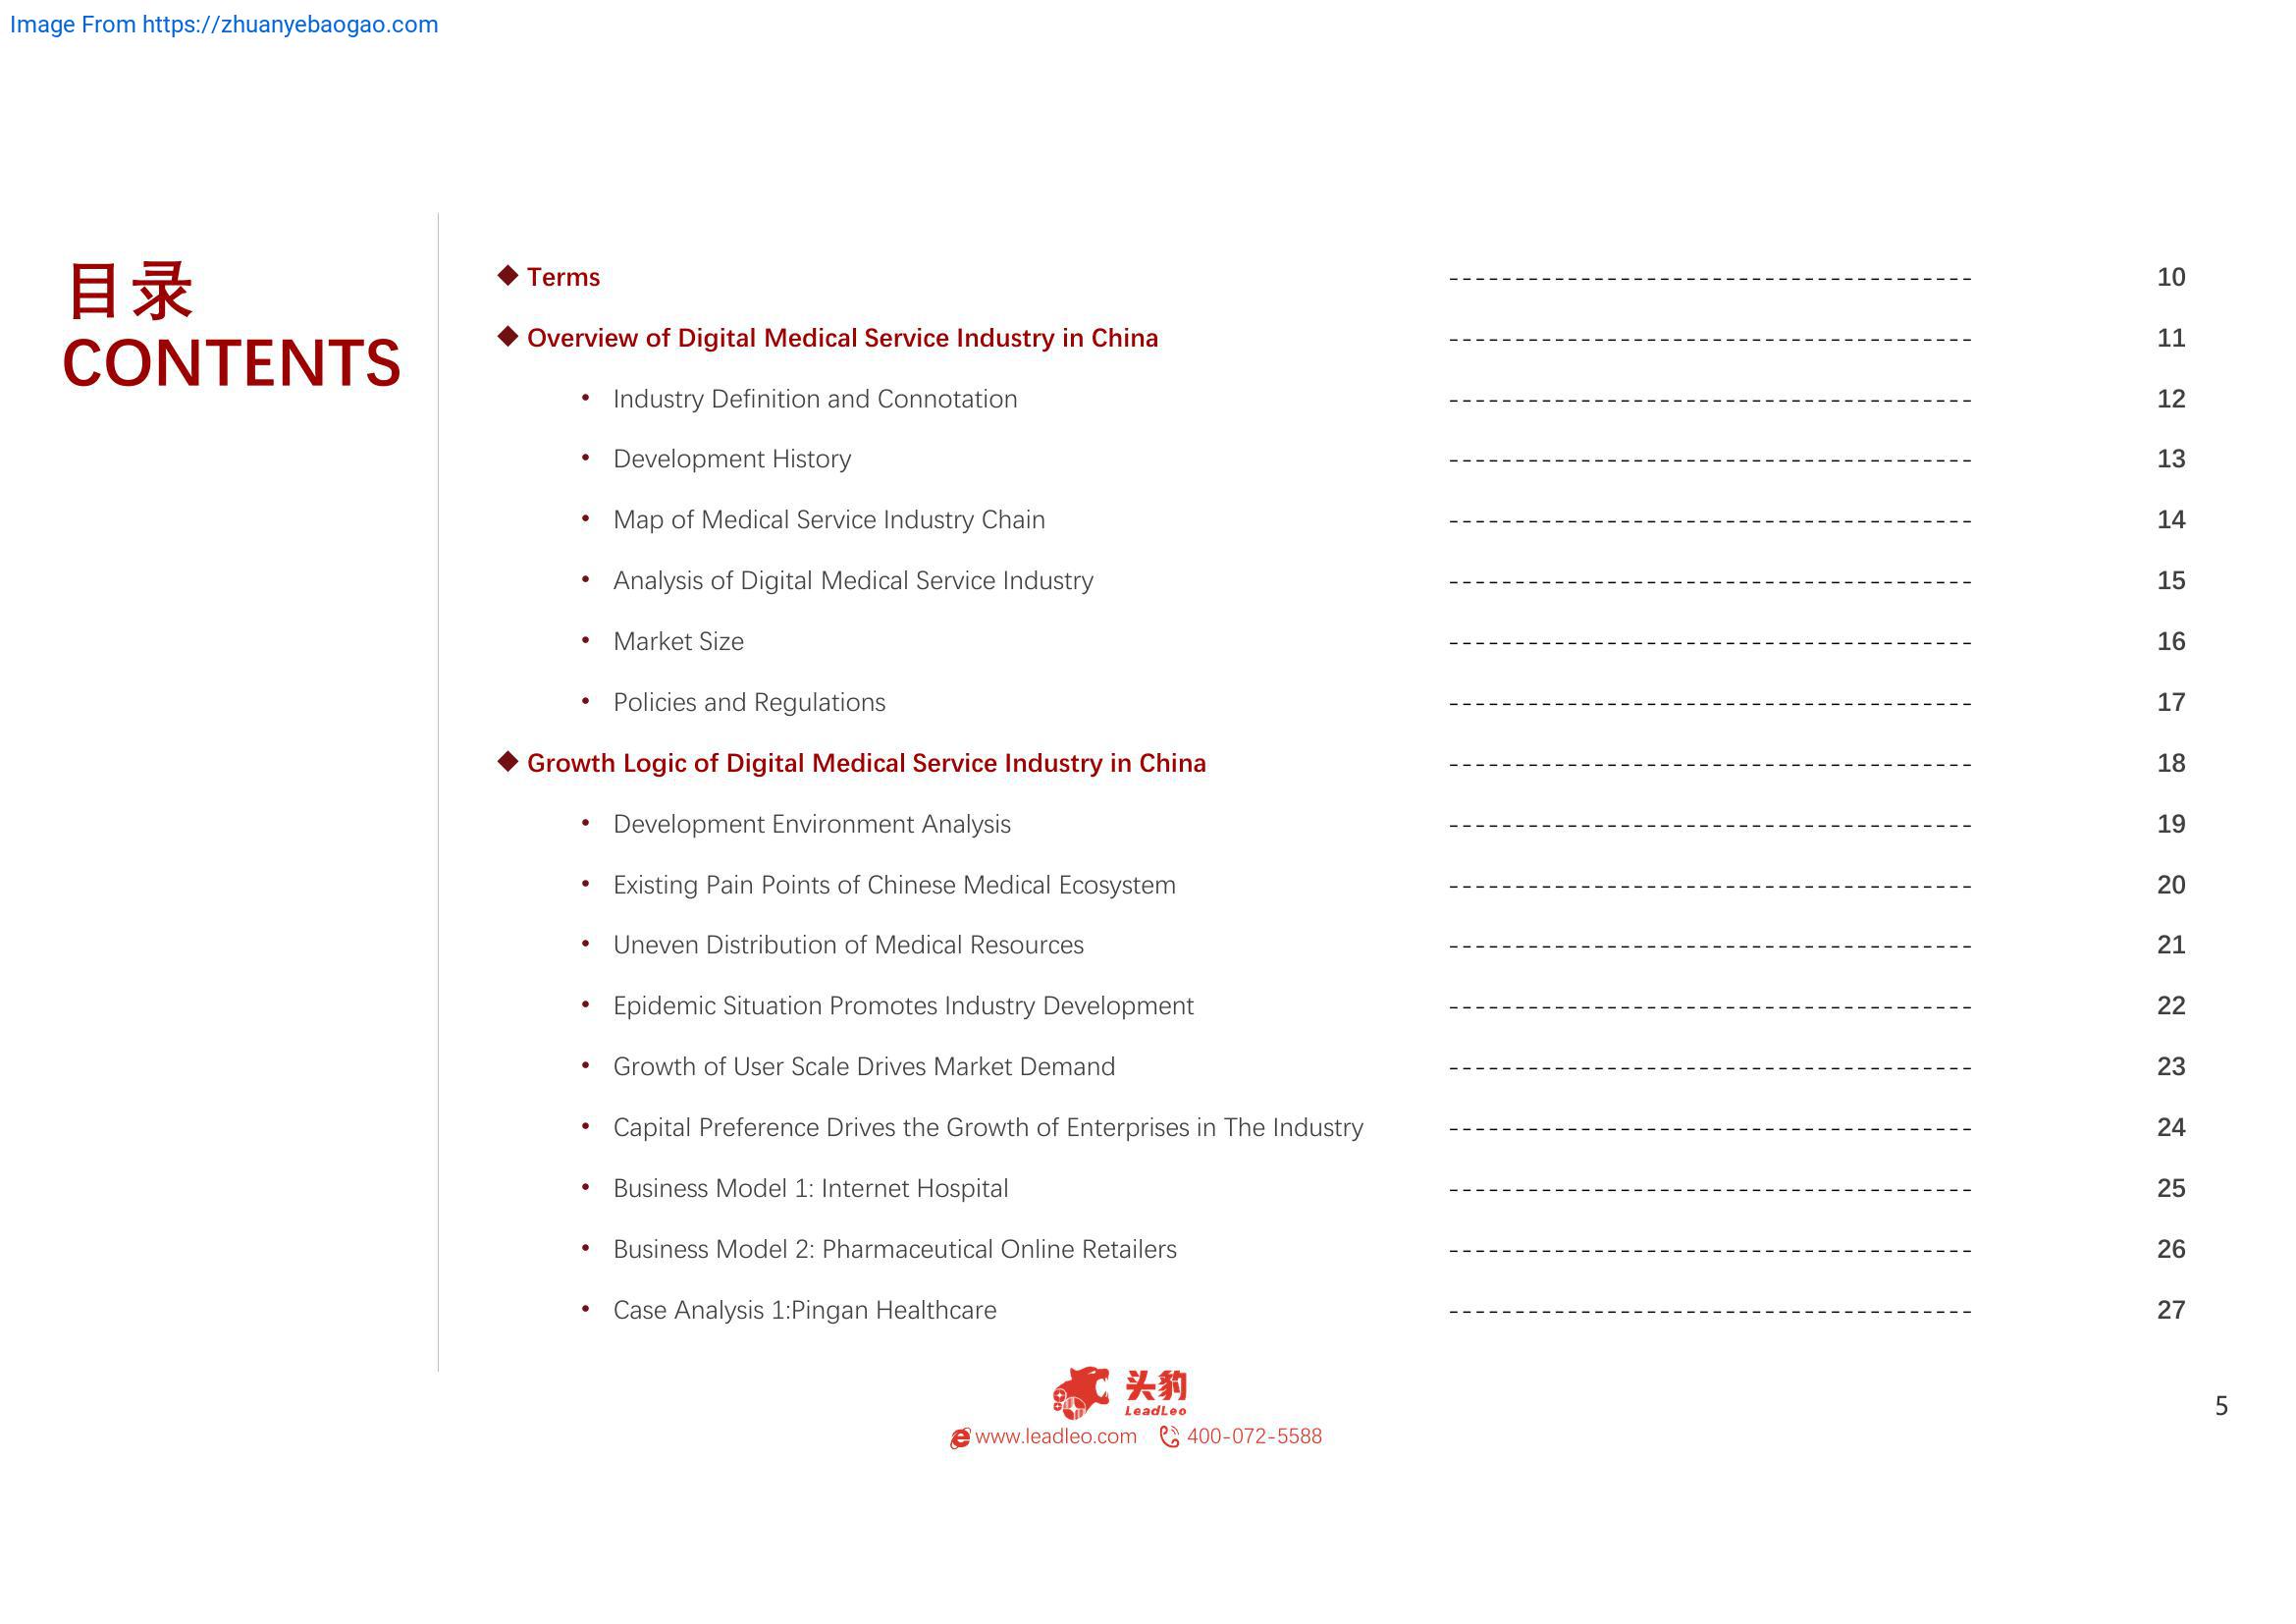 Image From https://zhuanyebaogao.com
目录
CONTENTS
◆ Terms ---------------------------------------- 10
◆ Overview of Digital Medical Service Industry in China ---------------------------------------- 11
• Industry Definition and Connotation ---------------------------------------- 12
• Development History ---------------------------------------- 13
• Map of Medical Service Industry Chain ---------------------------------------- 14
• Analysis of Digital Medical Service Industry ---------------------------------------- 15
• Market Size ---------------------------------------- 16
• Policies and Regulations ---------------------------------------- 17
◆ Growth Logic of Digital Medical Service Industry in China ---------------------------------------- 18
• Development Environment Analysis ---------------------------------------- 19
• Existing Pain Points of Chinese Medical Ecosystem ---------------------------------------- 20
• Uneven Distribution of Medical Resources ---------------------------------------- 21
• Epidemic Situation Promotes Industry Development ---------------------------------------- 22
• Growth of User Scale Drives Market Demand ---------------------------------------- 23
• Capital Preference Drives the Growth of Enterprises in The Industry ---------------------------------------- 24
• Business Model 1: Internet Hospital ---------------------------------------- 25
• Business Model 2: Pharmaceutical Online Retailers ---------------------------------------- 26
• Case Analysis 1:Pingan Healthcare ---------------------------------------- 27
头豹
LeadLeo
www.leadleo.com 400-072-5588
5